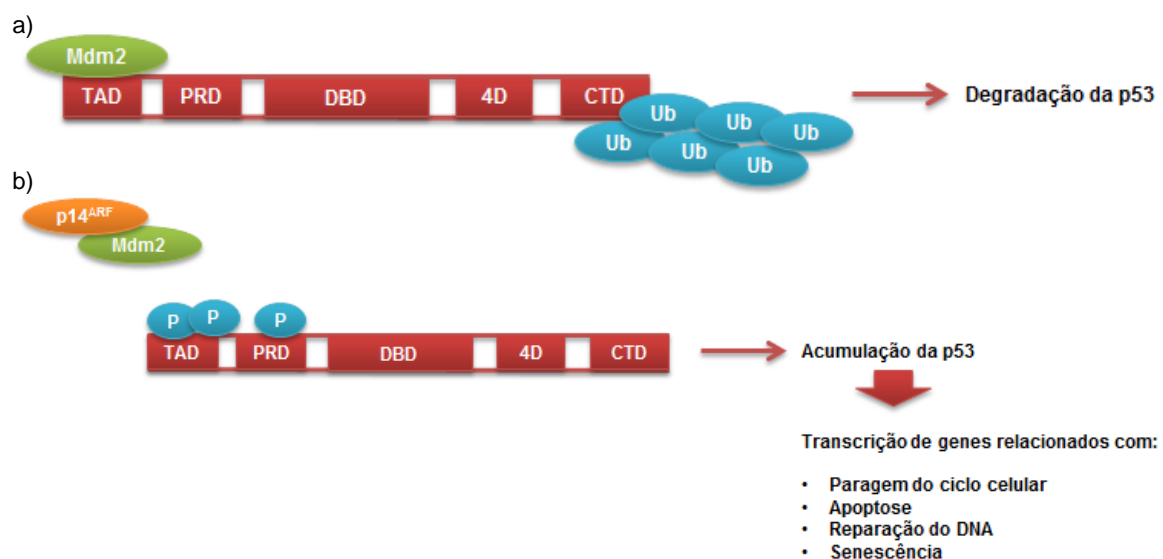 a)
Mdm2
TAD PRD DBD 4D CTD
Ub Ub Ub Ub Ub Ub
Degradação da p53
b)
p14ARF
Mdm2
P P P
TAD PRD DBD 4D CTD
Acumulação da p53
Transcrição de genes relacionados com:
• Paragem do ciclo celular
• Apoptose
• Reparação do DNA
• Senescência